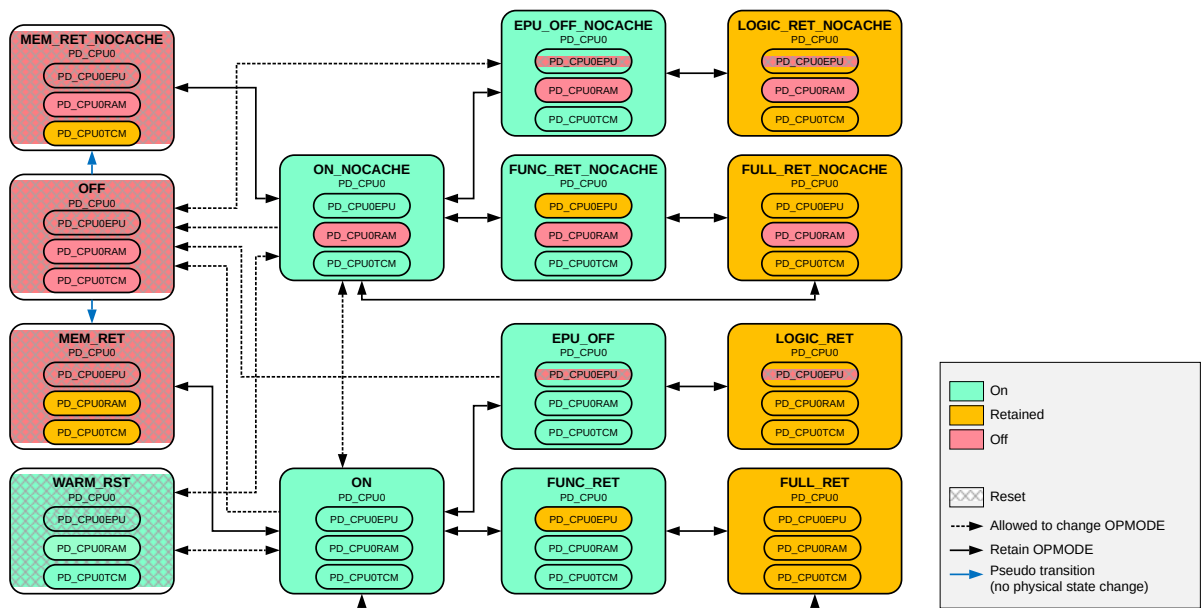 MEM_RET_NOCACHE
PD_CPU0
PD_CPU0EPU
PD_CPU0RAM
PD_CPU0TCM
EPU_OFF_NOCACHE
PD_CPU0
PD_CPU0EPU
PD_CPU0RAM
PD_CPU0TCM
LOGIC_RET_NOCACHE
PD_CPU0
PD_CPU0EPU
PD_CPU0RAM
PD_CPU0TCM
OFF
PD_CPU0
PD_CPU0EPU
PD_CPU0RAM
PD_CPU0TCM
ON_NOCACHE
PD_CPU0
PD_CPU0EPU
PD_CPU0RAM
PD_CPU0TCM
FUNC_RET_NOCACHE
PD_CPU0
PD_CPU0EPU
PD_CPU0RAM
PD_CPU0TCM
FULL_RET_NOCACHE
PD_CPU0
PD_CPU0EPU
PD_CPU0RAM
PD_CPU0TCM
MEM_RET
PD_CPU0
PD_CPU0EPU
PD_CPU0RAM
PD_CPU0TCM
EPU_OFF
PD_CPU0
PD_CPU0EPU
PD_CPU0RAM
PD_CPU0TCM
LOGIC_RET
PD_CPU0
PD_CPU0EPU
PD_CPU0RAM
PD_CPU0TCM
WARM_RST
PD_CPU0
PD_CPU0EPU
PD_CPU0RAM
PD_CPU0TCM
ON
PD_CPU0
PD_CPU0EPU
PD_CPU0RAM
PD_CPU0TCM
FUNC_RET
PD_CPU0
PD_CPU0EPU
PD_CPU0RAM
PD_CPU0TCM
FULL_RET
PD_CPU0
PD_CPU0EPU
PD_CPU0RAM
PD_CPU0TCM
On
Retained
Off
Reset
Allowed to change OPMODE
Retain OPMODE
Pseudo transition
(no physical state change)